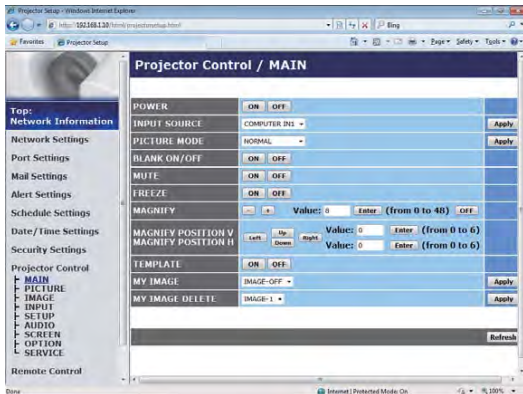 Projector Setup - Windows Internet Explorer
http://192.168.1.10/html/projectorsetup.html
Bing
Favorites Projector Setup
Page Safety Tools
Projector Control / MAIN
Top:
Network Information
Network Settings
Port Settings
Mail Settings
Alert Settings
Schedule Settings
Date/Time Settings
Security Settings
Projector Control
MAIN
PICTURE
IMAGE
INPUT
SETUP
AUDIO
SCREEN
OPTION
SERVICE
Remote Control
POWER ON OFF
INPUT SOURCE COMPUTER IN1 Apply
PICTURE MODE NORMAL Apply
BLANK ON/OFF ON OFF
MUTE ON OFF
FREEZE ON OFF
MAGNIFY - + Value: 0 Enter (from 0 to 48) OFF
MAGNIFY POSITION V Left Up Right Value: 0 Enter (from 0 to 6)
MAGNIFY POSITION H Down Value: 0 Enter (from 0 to 6)
TEMPLATE ON OFF
MY IMAGE IMAGE-OFF Apply
MY IMAGE DELETE IMAGE-1 Apply
Refresh
Done Internet | Protected Mode: On 100%